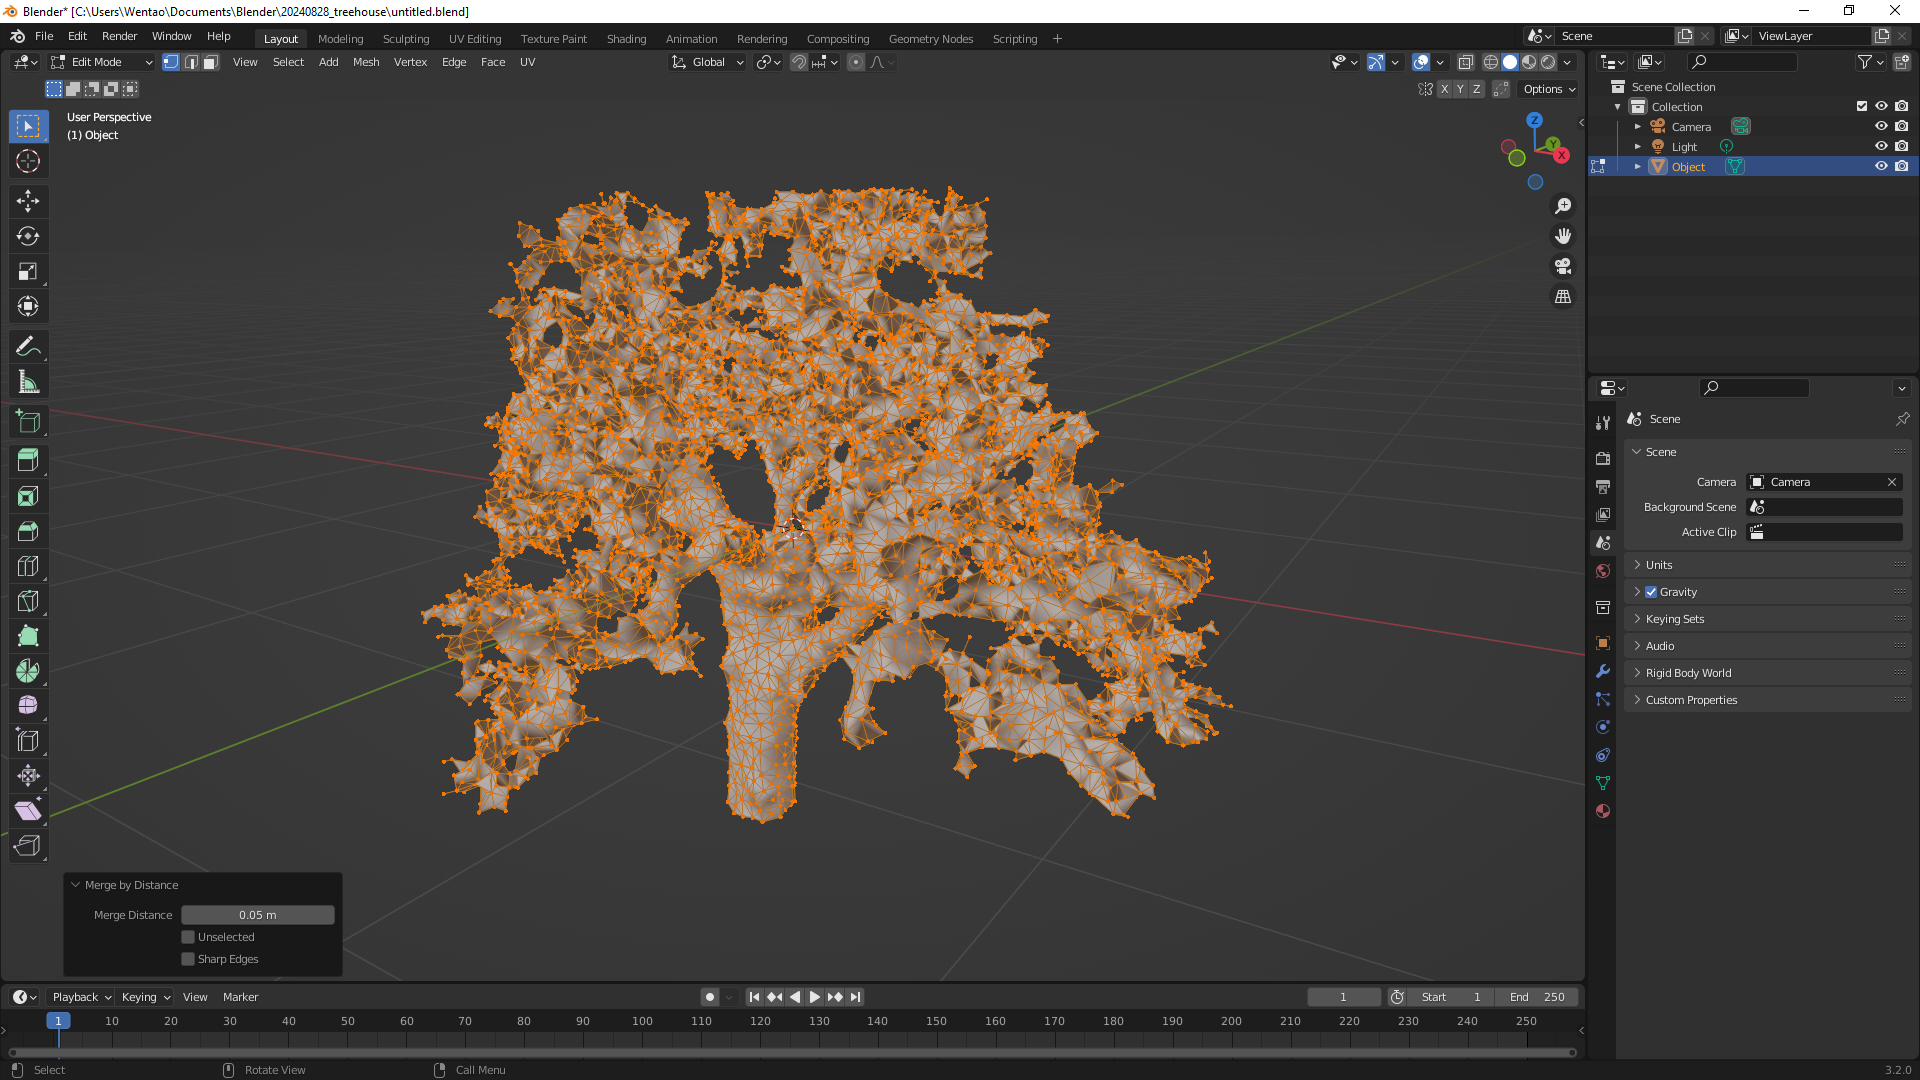 Blender* [C:\Users\Wentao\Documents\Blender\20240828_treehouse\untitled.blend]
File Edit Render Window Help Layout Modeling Sculpting UV Editing Texture Paint Shading Animation Rendering Compositing Geometry Nodes Scripting + Scene ViewLayer
Edit Mode View Select Add Mesh Vertex Edge Face UV Global
X Y Z Options
User Perspective
(1) Object
Z
Y
X
Scene Collection
Collection
Camera
Light
Object
Scene
Scene
Camera Camera
Background Scene
Active Clip
Units
Gravity
Keying Sets
Audio
Rigid Body World
Custom Properties
Merge by Distance
Merge Distance 0.05 m
Unselected
Sharp Edges
Playback Keying View Marker 1 Start 1 End 250
1 10 20 30 40 50 60 70 80 90 100 110 120 130 140 150 160 170 180 190 200 210 220 230 240 250
Select Rotate View Call Menu 3.2.0